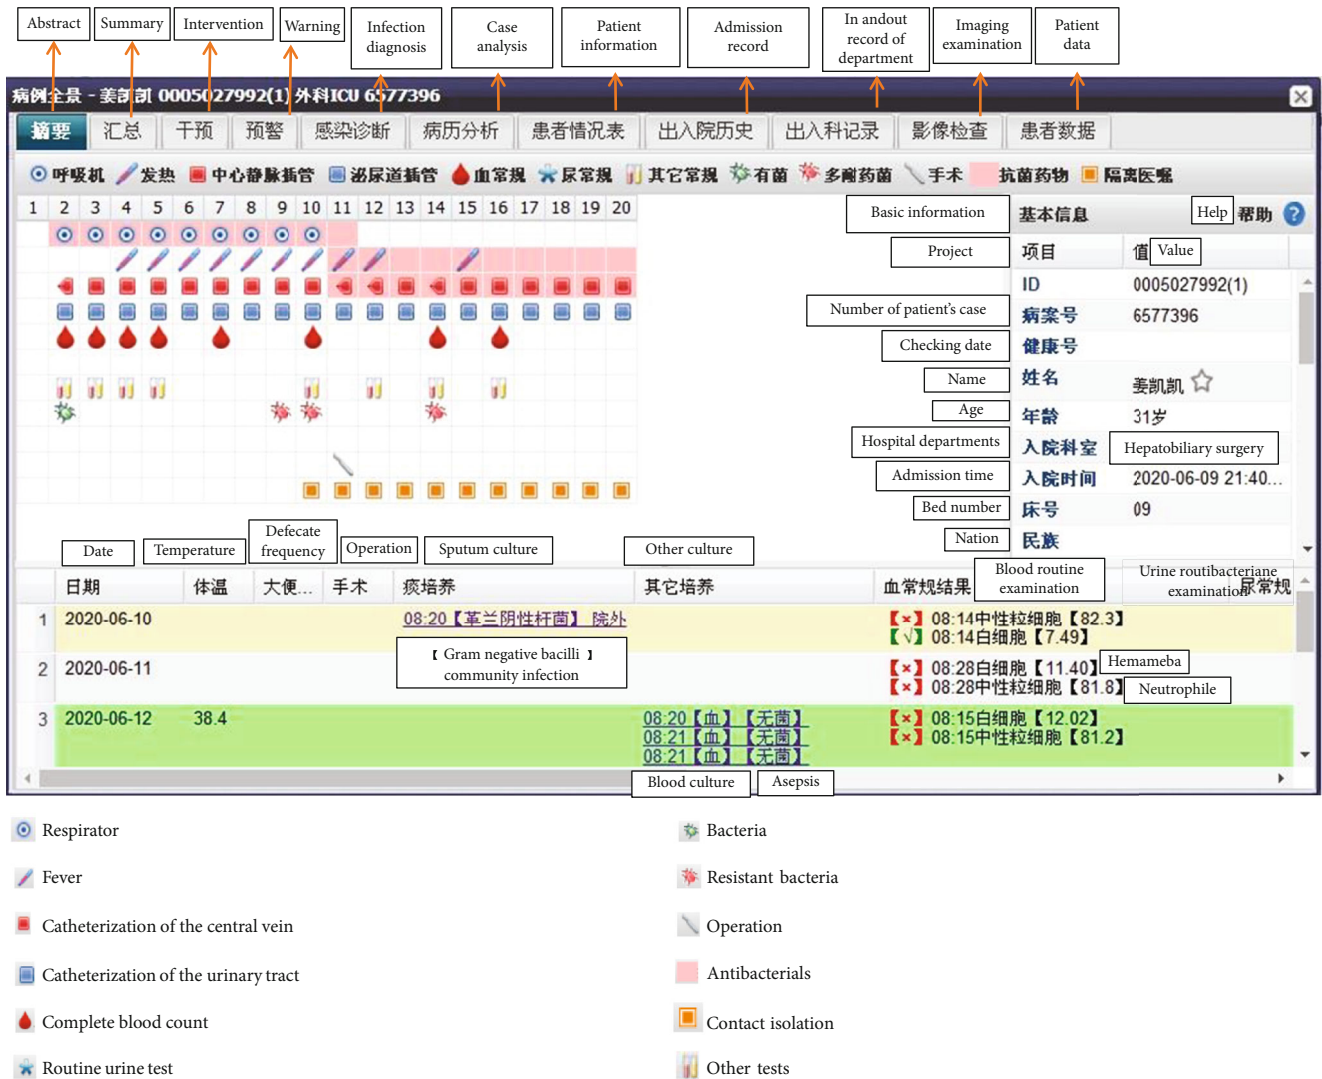 Abstract
Summary
Intervention
Warning
Infection
diagnosis
Case
analysis
Patient
information
Admission
record
In andout
record of
department
Imaging
examination
Patient
data
病例全景 - 姜凯凯 0005027992(1) 外科ICU 6577396
摘要 汇总 干预 预警 感染诊断 病历分析 患者情况表 出入院历史 出入科记录 影像检查 患者数据
呼吸机 发热 中心静脉插管 泌尿道插管 血常规 尿常规 其它常规 有菌 多耐药菌 手术 抗菌药物 隔离医嘱
1 2 3 4 5 6 7 8 9 10 11 12 13 14 15 16 17 18 19 20
Basic information 基本信息 Help 帮助 ?
Project 项目 值 Value
ID 0005027992(1)
Number of patient's case 病案号 6577396
Checking date 健康号
Name 姓名 姜凯凯
Age 年龄 31岁
Hospital departments 入院科室 Hepatobiliary surgery
Admission time 入院时间 2020-06-09 21:40...
Bed number 床号 09
Nation 民族
Date
Temperature
Defecate
frequency
Operation
Sputum culture
Other culture
Blood routine
examination
Urine routibacteriane
examination
日期 体温 大便... 手术 痰培养 其它培养 血常规结果 尿常规
1 2020-06-10 08:20【革兰阴性杆菌】 院外 【×】 08:14中性粒细胞【82.3】
【√】 08:14白细胞【7.49】
【 Gram negative bacilli 】
community infection
2 2020-06-11 【×】 08:28白细胞【11.40】 Hemameba
【×】 08:28中性粒细胞【81.8】 Neutrophile
3 2020-06-12 38.4 08:20【血】【无菌】 【×】 08:15白细胞【12.02】
08:21【血】【无菌】 【×】 08:15中性粒细胞【81.2】
08:21【血】【无菌】
Blood culture
Asepsis
Respirator
Fever
Catheterization of the central vein
Catheterization of the urinary tract
Complete blood count
Routine urine test
Bacteria
Resistant bacteria
Operation
Antibacterials
Contact isolation
Other tests